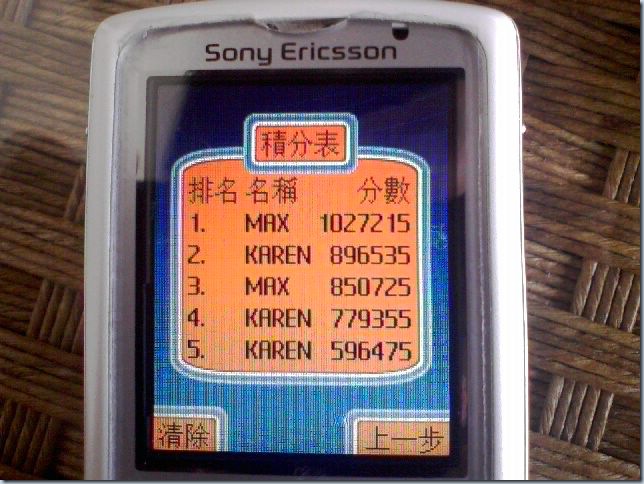 Sony Ericsson
積分表
排名 名稱 分數
1. MAX 1027215
2. KAREN 896535
3. MAX 850725
4. KAREN 779355
5. KAREN 596475
清除 上一步